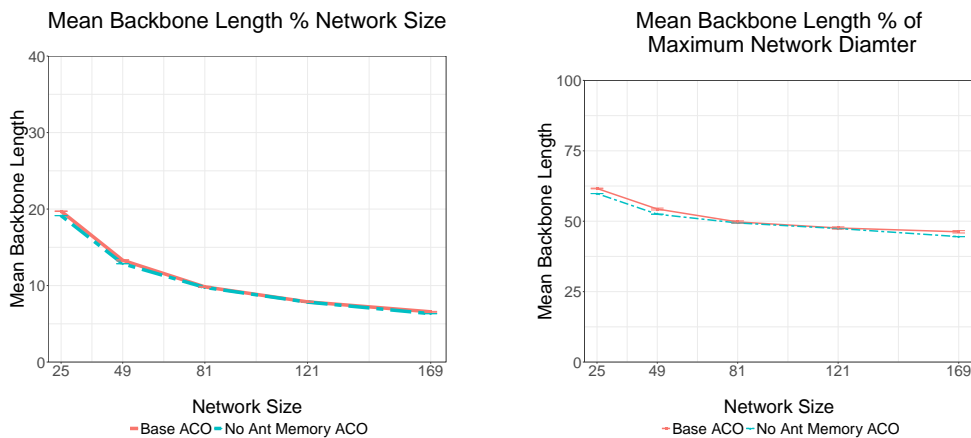 Mean Backbone Length % Network Size
40
30
20
10
0
Mean Backbone Length
25 49 81 121 169
Network Size
Base ACO No Ant Memory ACO
Mean Backbone Length % of
Maximum Network Diamter
100
75
50
25
0
Mean Backbone Length
25 49 81 121 169
Network Size
Base ACO No Ant Memory ACO